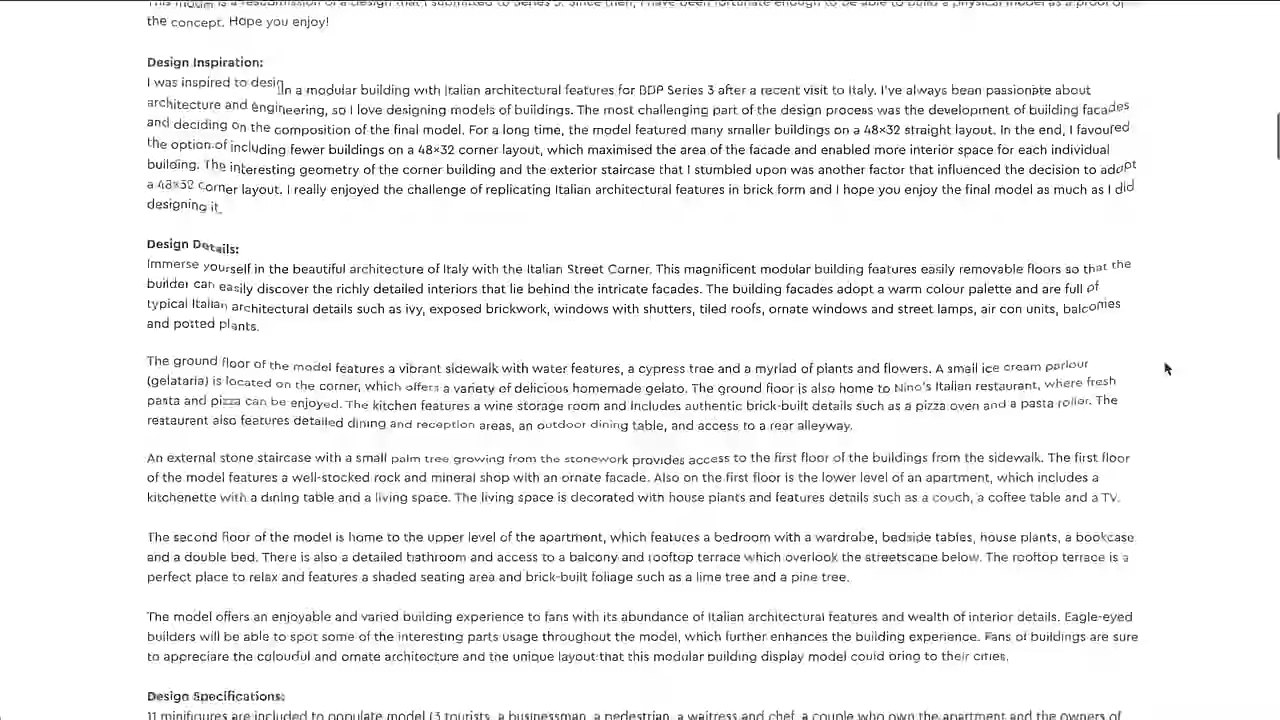 This model is a resubmission of a design that I submitted to Series 3. Since then, I have been fortunate enough to be able to build a physical model as a proof of
the concept. Hope you enjoy!
Design Inspiration:
I was inspired to design a modular building with Italian architectural features for BDP Series 3 after a recent visit to Italy. I've always been passionate about
architecture and engineering, so I love designing models of buildings. The most challenging part of the design process was the development of building facades
and deciding on the composition of the final model. For a long time, the model featured many smaller buildings on a 48×32 straight layout. In the end, I favoured
the option of including fewer buildings on a 48×32 corner layout, which maximised the area of the facade and enabled more interior space for each individual
building. The interesting geometry of the corner building and the exterior staircase that I stumbled upon was another factor that influenced the decision to adopt
a 48×32 corner layout. I really enjoyed the challenge of replicating Italian architectural features in brick form and I hope you enjoy the final model as much as I did
designing it.
Design Details:
Immerse yourself in the beautiful architecture of Italy with the Italian Street Corner. This magnificent modular building features easily removable floors so that the
builder can easily discover the richly detailed interiors that lie behind the intricate facades. The building facades adopt a warm colour palette and are full of
typical Italian architectural details such as ivy, exposed brickwork, windows with shutters, tiled roofs, ornate windows and street lamps, air con units, balconies
and potted plants.
The ground floor of the model features a vibrant sidewalk with water features, a cypress tree and a myriad of plants and flowers. A small ice cream parlour
(gelataria) is located on the corner, which offers a variety of delicious homemade gelato. The ground floor is also home to Nino's Italian restaurant, where fresh
pasta and pizza can be enjoyed. The kitchen features a wine storage room and includes authentic brick-built details such as a pizza oven and a pasta roller. The
restaurant also features detailed dining and reception areas, an outdoor dining table, and access to a rear alleyway.
An external stone staircase with a small palm tree growing from the stonework provides access to the first floor of the buildings from the sidewalk. The first floor
of the model features a well-stocked rock and mineral shop with an ornate facade. Also on the first floor is the lower level of an apartment, which includes a
kitchenette with a dining table and a living space. The living space is decorated with house plants and features details such as a couch, a coffee table and a TV.
The second floor of the model is home to the upper level of the apartment, which features a bedroom with a wardrobe, bedside tables, house plants, a bookcase
and a double bed. There is also a detailed bathroom and access to a balcony and rooftop terrace which overlook the streetscape below. The rooftop terrace is a
perfect place to relax and features a shaded seating area and brick-built foliage such as a lime tree and a pine tree.
The model offers an enjoyable and varied building experience to fans with its abundance of Italian architectural features and wealth of interior details. Eagle-eyed
builders will be able to spot some of the interesting parts usage throughout the model, which further enhances the building experience. Fans of buildings are sure
to appreciate the colourful and ornate architecture and the unique layout that this modular building display model could bring to their cities.
Design Specifications:
11 minifigures are included to populate model (3 tourists, a businessman, a pedestrian, a waitress and chef, a couple who own the apartment and the owners of